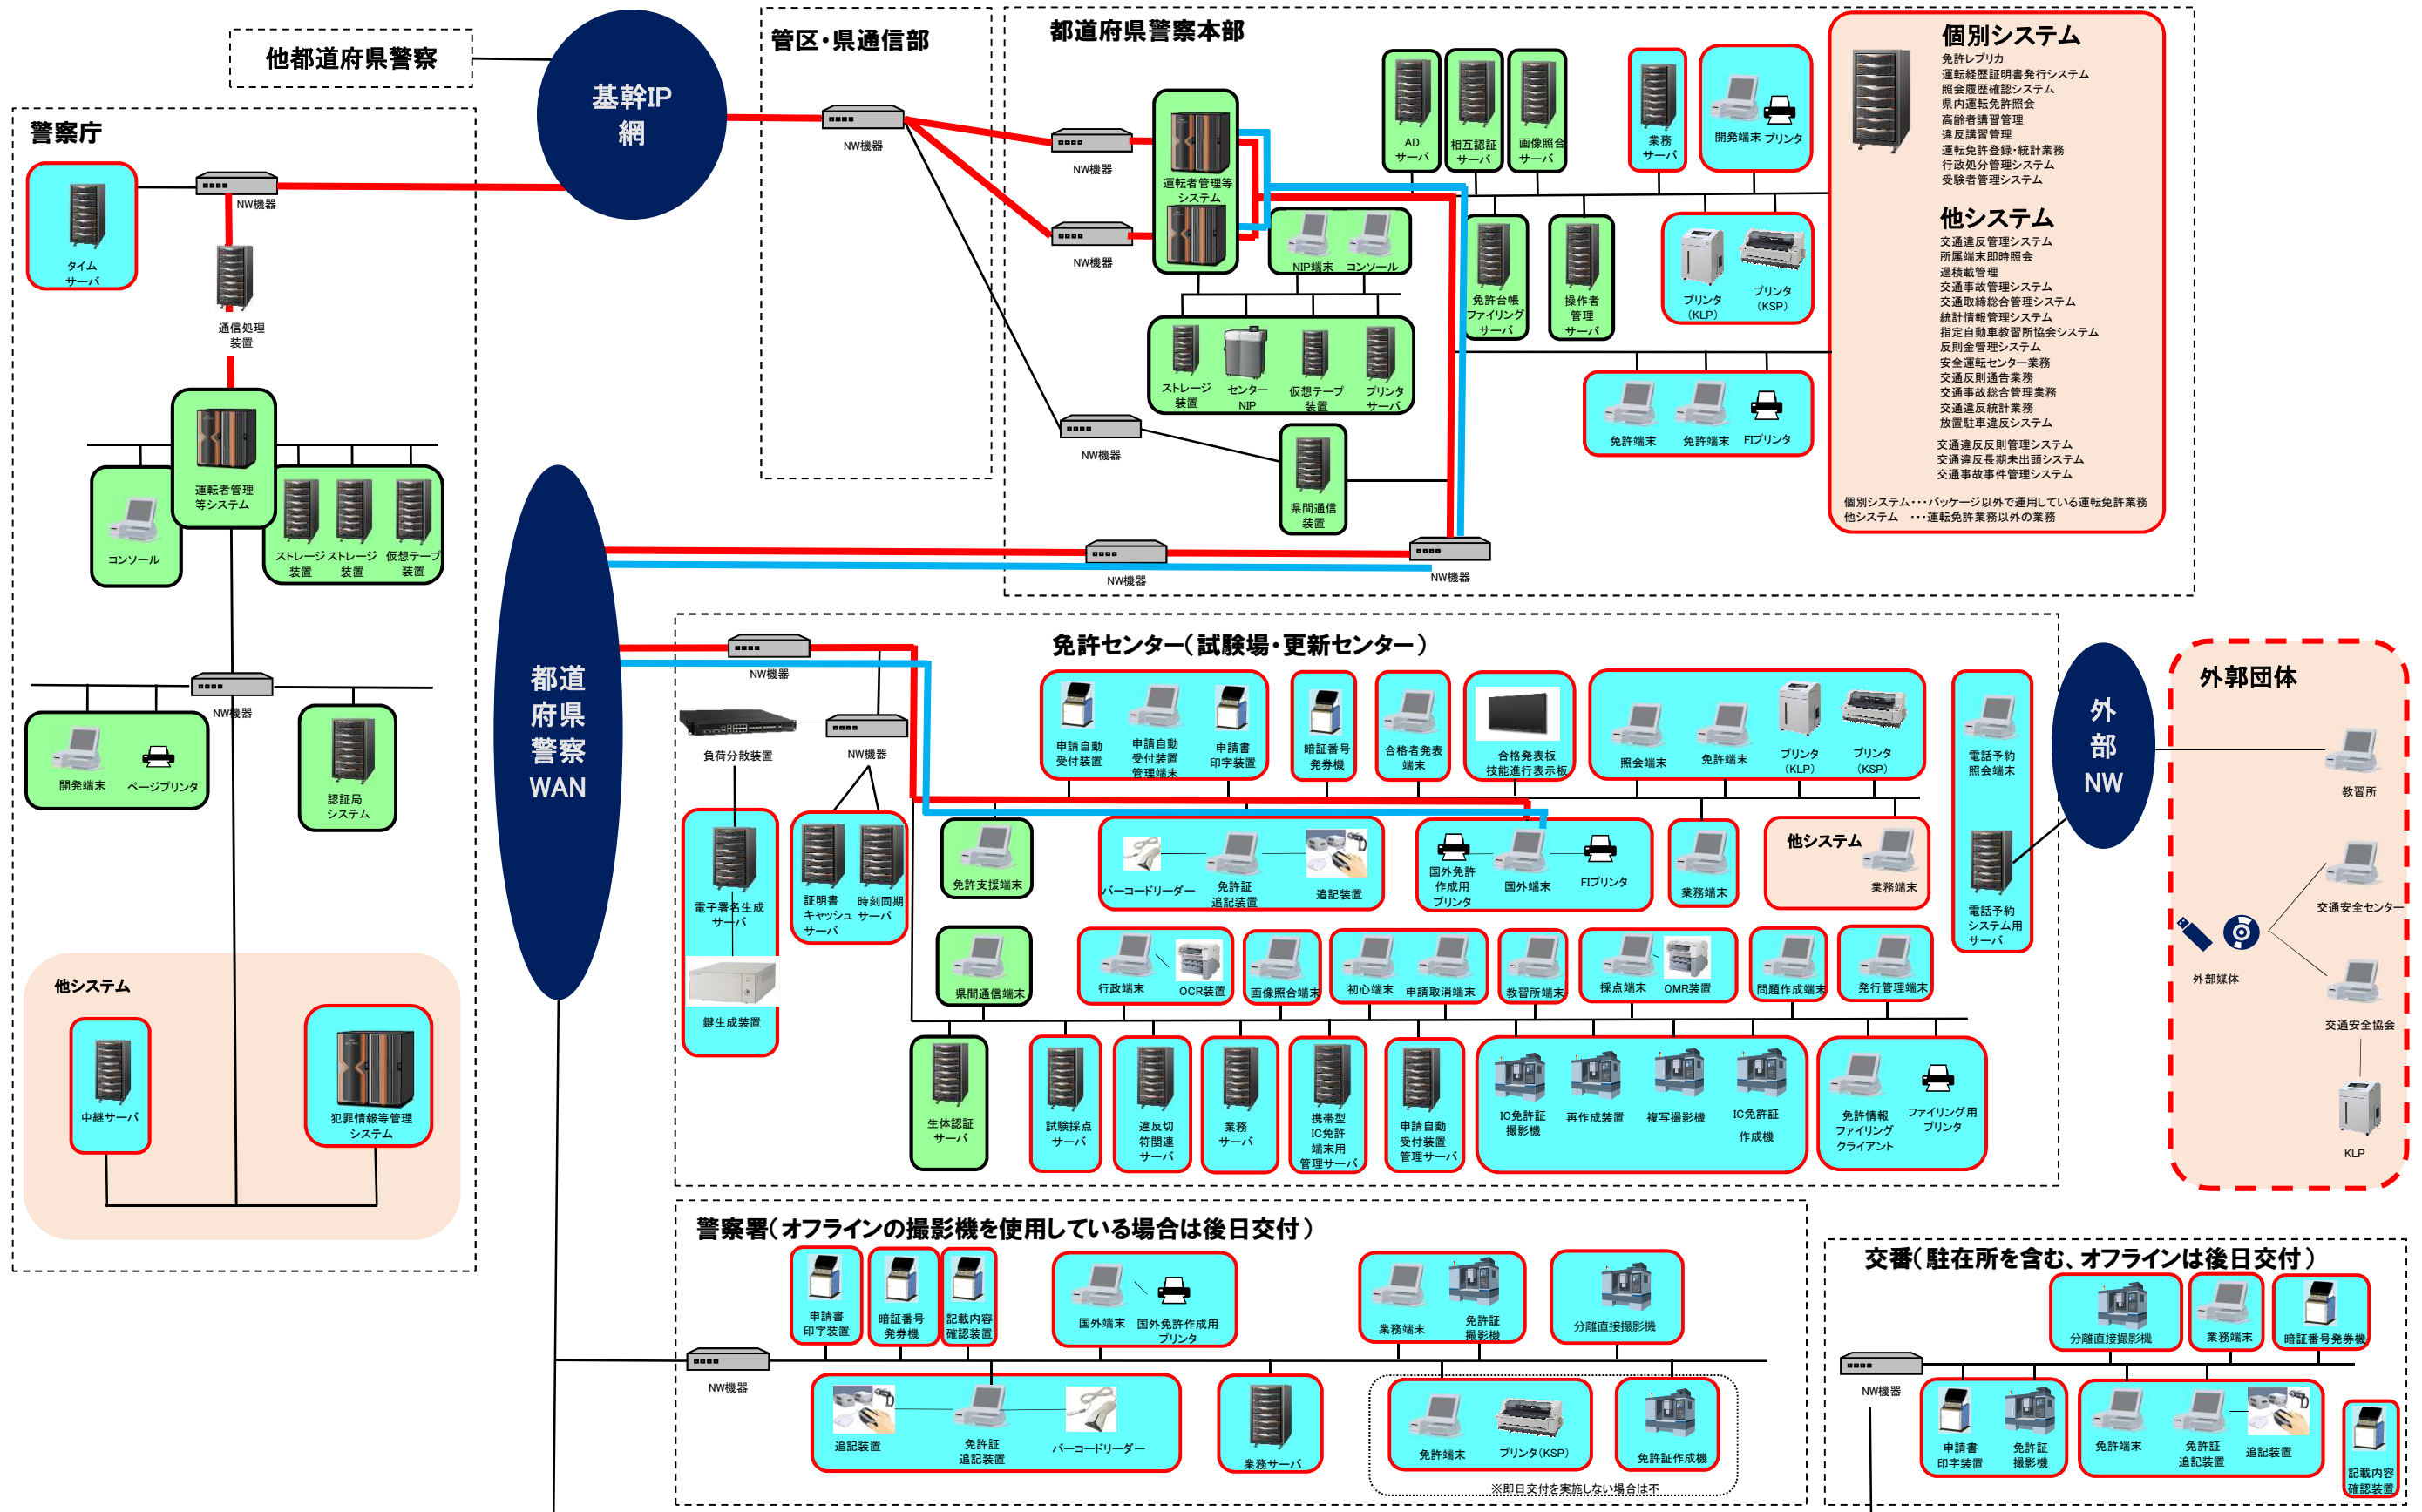 他都道府県警察
基幹IP
網
管区・県通信部
都道府県警察本部
警察庁
タイム
サーバ
NW機器
通信処理
装置
運転者管理
等システム
コンソール
ストレージ
装置
ストレージ
装置
仮想テープ
装置
NW機器
開発端末
ページプリンタ
認証局
システム
他システム
中継サーバ
犯罪情報等管理
システム
NW機器
NW機器
NW機器
運転者管理等
システム
NIP端末
コンソール
ストレージ
装置
センター
NIP
仮想テープ
装置
プリンタ
サーバ
NW機器
県間通信
装置
NW機器
NW機器
AD
サーバ
相互認証
サーバ
画像照合
サーバ
業務
サーバ
開発端末
プリンタ
免許台帳
ファイリング
サーバ
操作者
管理
サーバ
プリンタ
(KLP)
プリンタ
(KSP)
免許端末
免許端末
FIプリンタ
個別システム
免許レプリカ
運転経歴証明書発行システム
照会履歴確認システム
県内運転免許照会
高齢者講習管理
違反講習管理
運転免許登録・統計業務
行政処分管理システム
受験者管理システム
他システム
交通違反管理システム
所属端末即時照会
過積載管理
交通事故管理システム
交通取締総合管理システム
統計情報管理システム
指定自動車教習所協会システム
反則金管理システム
安全運転センター業務
交通反則通告業務
交通事故総合管理業務
交通違反統計業務
放置駐車違反システム
交通違反反則管理システム
交通違反長期未出頭システム
交通事故事件管理システム
個別システム・・・パッケージ以外で運用している運転免許業務
他システム ・・・運転免許業務以外の業務
都道
府県
警察
WAN
免許センター(試験場・更新センター)
NW機器
負荷分散装置
NW機器
電子署名生成
サーバ
鍵生成装置
証明書
キャッシュ
サーバ
時刻同期
サーバ
申請自動
受付装置
申請自動
受付装置
管理端末
申請書
印字装置
暗証番号
発券機
合格者発表
端末
合格発表板
技能進行表示板
照会端末
免許端末
プリンタ
(KLP)
プリンタ
(KSP)
電話予約
照会端末
電話予約
システム用
サーバ
免許支援端末
バーコードリーダー
免許証
追記装置
追記装置
国外免許
作成用
プリンタ
国外端末
FIプリンタ
業務端末
他システム
業務端末
県間通信端末
行政端末
OCR装置
画像照合端末
初心端末
申請取消端末
教習所端末
採点端末
OMR装置
問題作成端末
発行管理端末
生体認証
サーバ
試験採点
サーバ
違反切
符関連
サーバ
業務
サーバ
携帯型
IC免許
端末用
管理サーバ
申請自動
受付装置
管理サーバ
IC免許証
撮影機
再作成装置
複写撮影機
IC免許証
作成機
免許情報
ファイリング
クライアント
ファイリング用
プリンタ
外
部
NW
外郭団体
教習所
交通安全センター
外部媒体
交通安全協会
KLP
警察署(オフラインの撮影機を使用している場合は後日交付)
申請書
印字装置
暗証番号
発券機
記載内容
確認装置
国外端末
国外免許作成用
プリンタ
業務端末
免許証
撮影機
分離直接撮影機
NW機器
追記装置
免許証
追記装置
バーコードリーダー
業務サーバ
免許端末
プリンタ(KSP)
免許証作成機
※即日交付を実施しない場合は不
交番(駐在所を含む、オフラインは後日交付)
分離直接撮影機
業務端末
暗証番号発券機
NW機器
申請書
印字装置
免許証
撮影機
免許端末
免許証
追記装置
追記装置
記載内容
確認装置